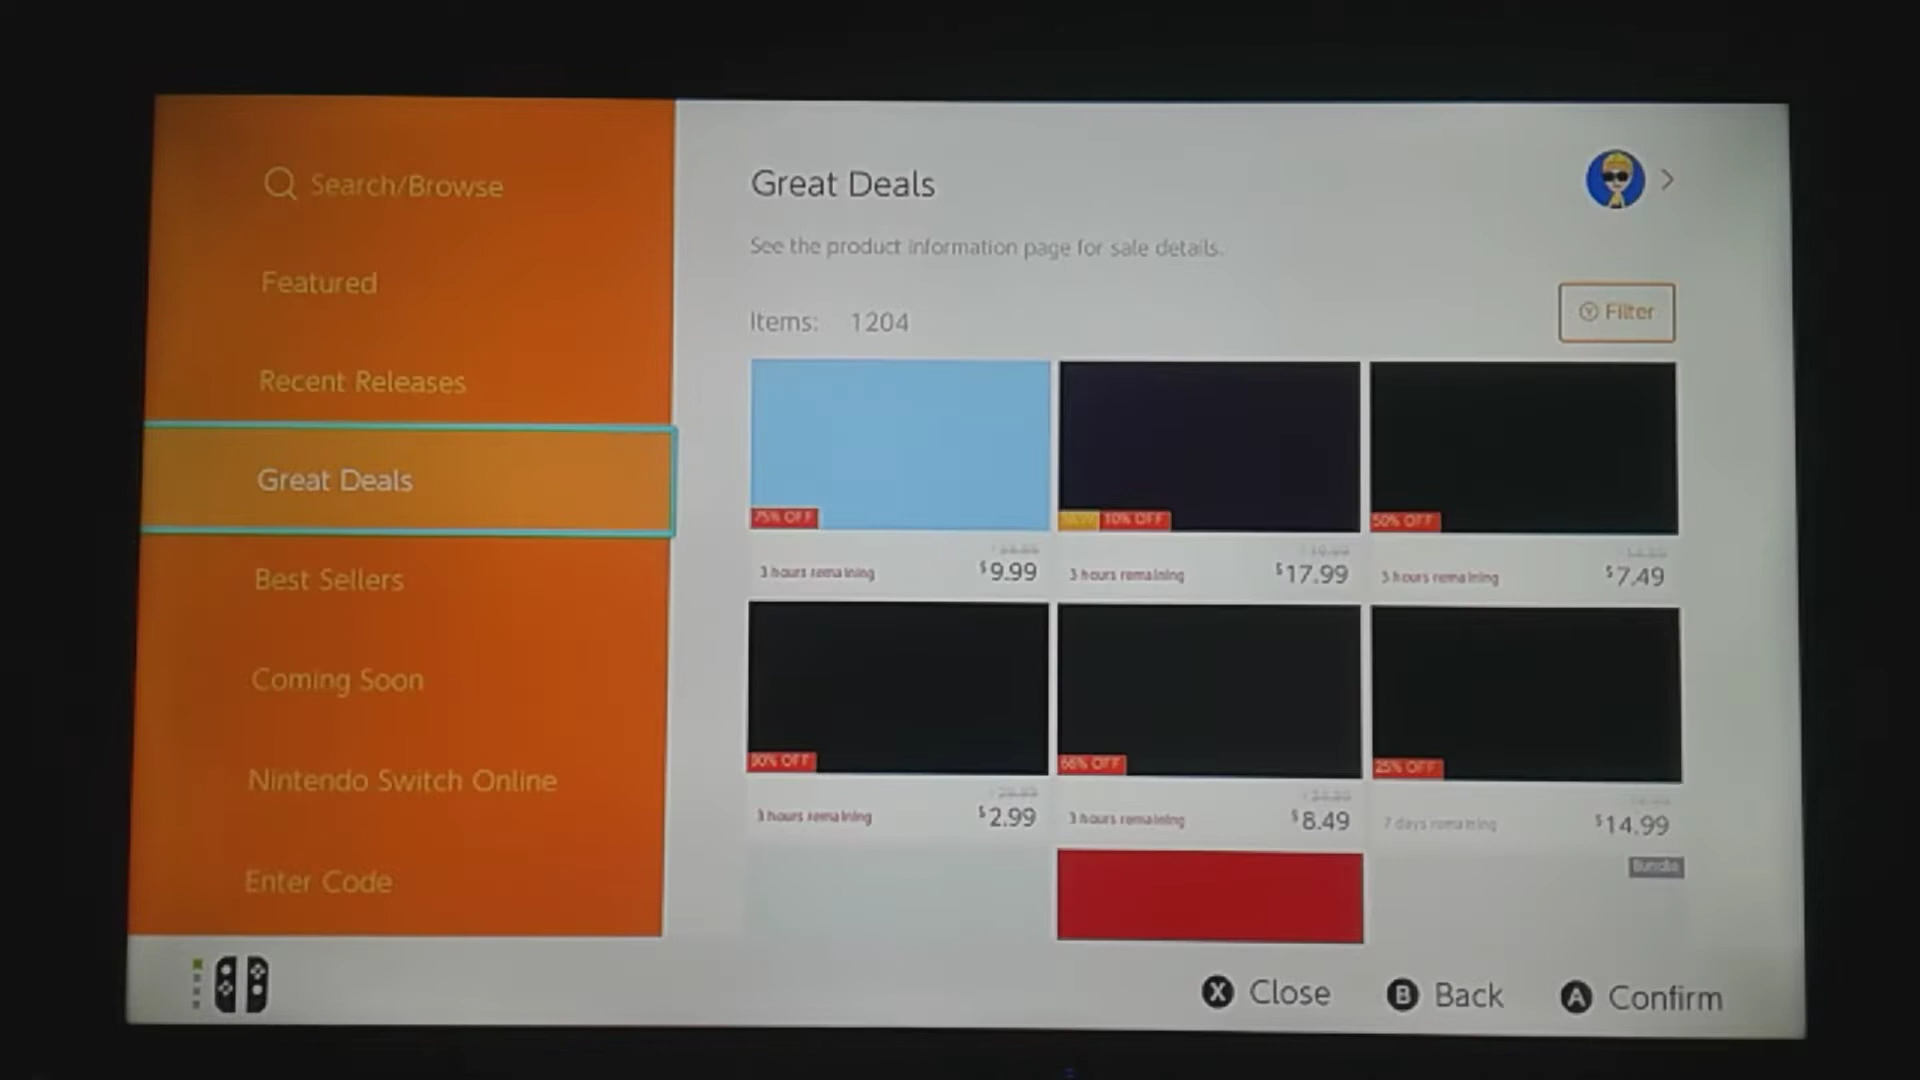 Search/Browse
Featured
Recent Releases
Great Deals
Best Sellers
Coming Soon
Nintendo Switch Online
Enter Code
Great Deals
See the product information page for sale details.
Items: 1204
Y Filter
75% OFF
3 hours remaining
$9.99
10% OFF
3 hours remaining
$17.99
50% OFF
3 hours remaining
$7.49
90% OFF
3 hours remaining
$2.99
66% OFF
3 hours remaining
$8.49
25% OFF
7 days remaining
$14.99
Bundle
X Close
B Back
A Confirm